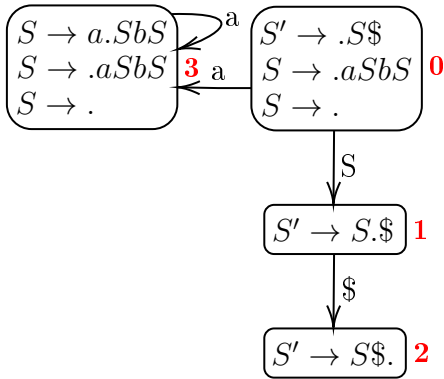 S → a.SbS
S → .aSbS
S → .
3
a
a
S′ → .S$
S → .aSbS
S → .
0
S
S′ → S.$
1
$
S′ → S$.
2